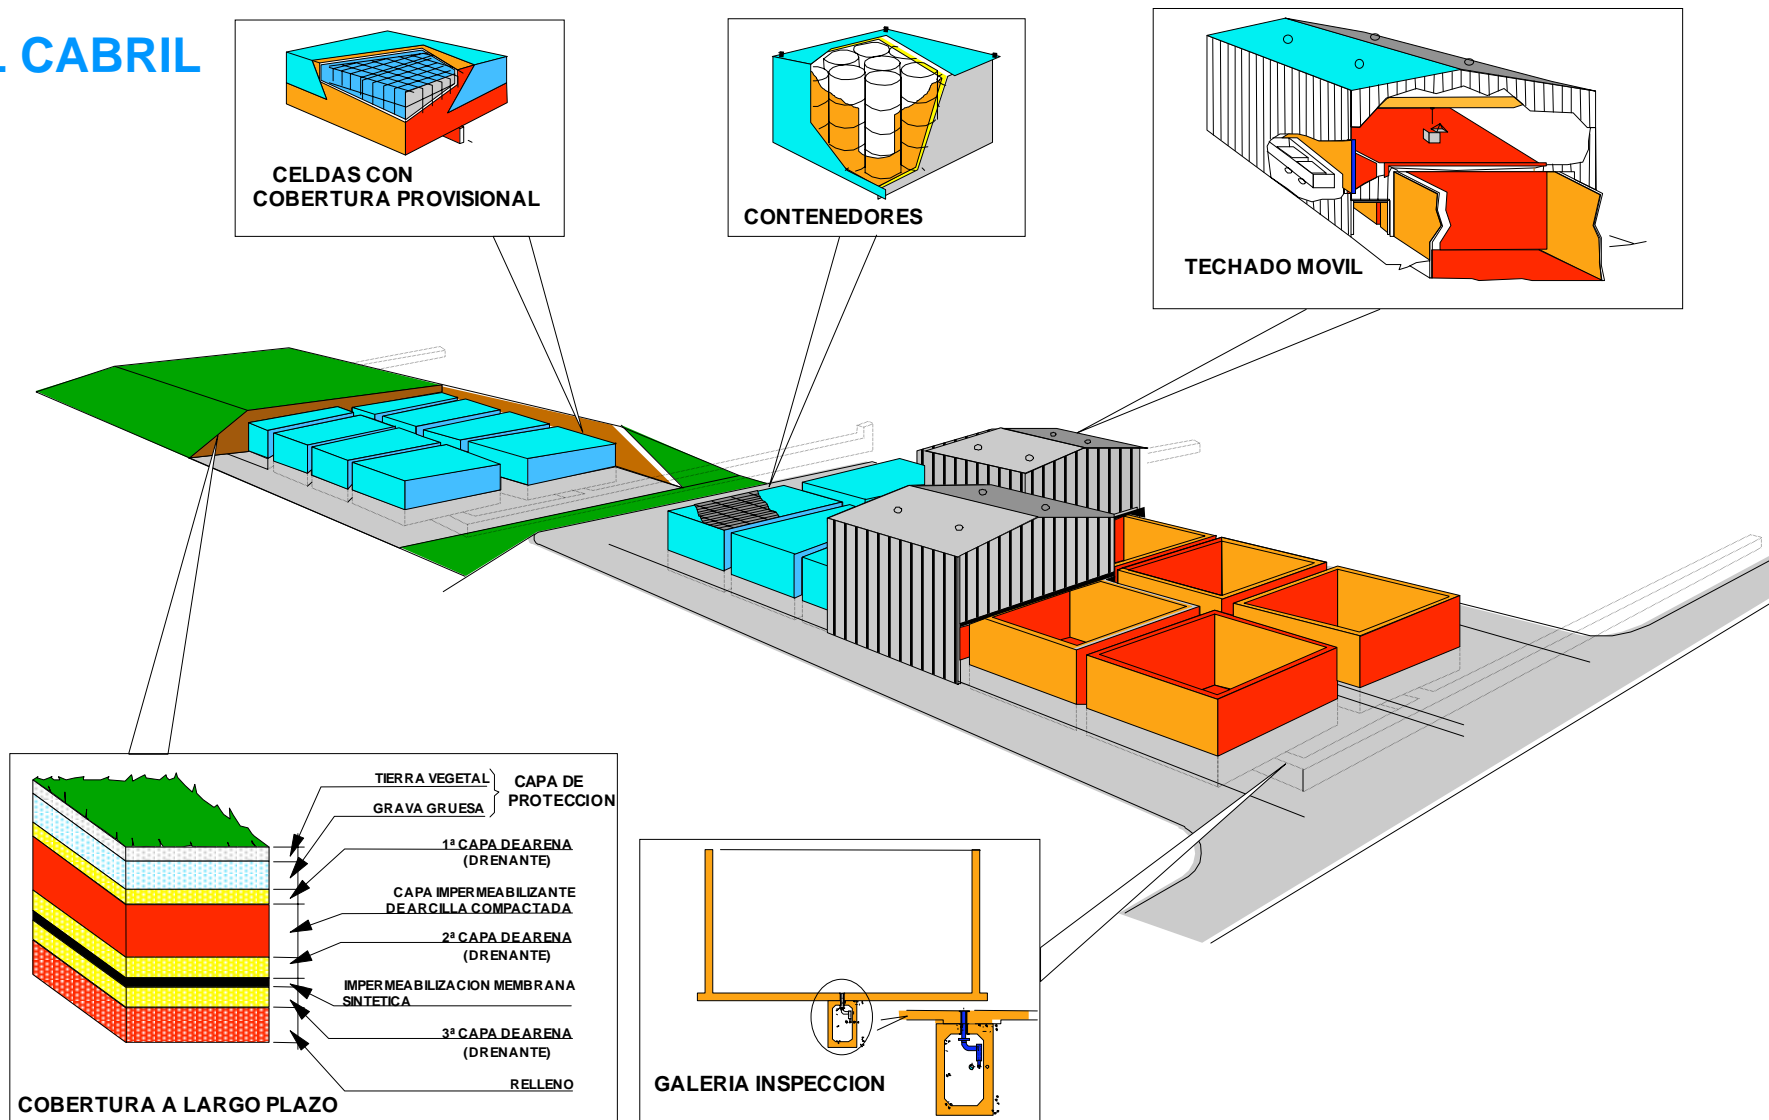 L CABRIL
CELDAS CON
COBERTURA PROVISIONAL
CONTENEDORES
TECHADO MOVIL
TIERRA VEGETAL
GRAVA GRUESA
CAPA DE
PROTECCION
1ª CAPA DE ARENA
(DRENANTE)
CAPA IMPERMEABILIZANTE
DE ARCILLA COMPACTADA
2ª CAPA DE ARENA
(DRENANTE)
IMPERMEABILIZACION MEMBRANA
SINTETICA
3ª CAPA DE ARENA
(DRENANTE)
RELLENO
COBERTURA A LARGO PLAZO
GALERIA INSPECCION